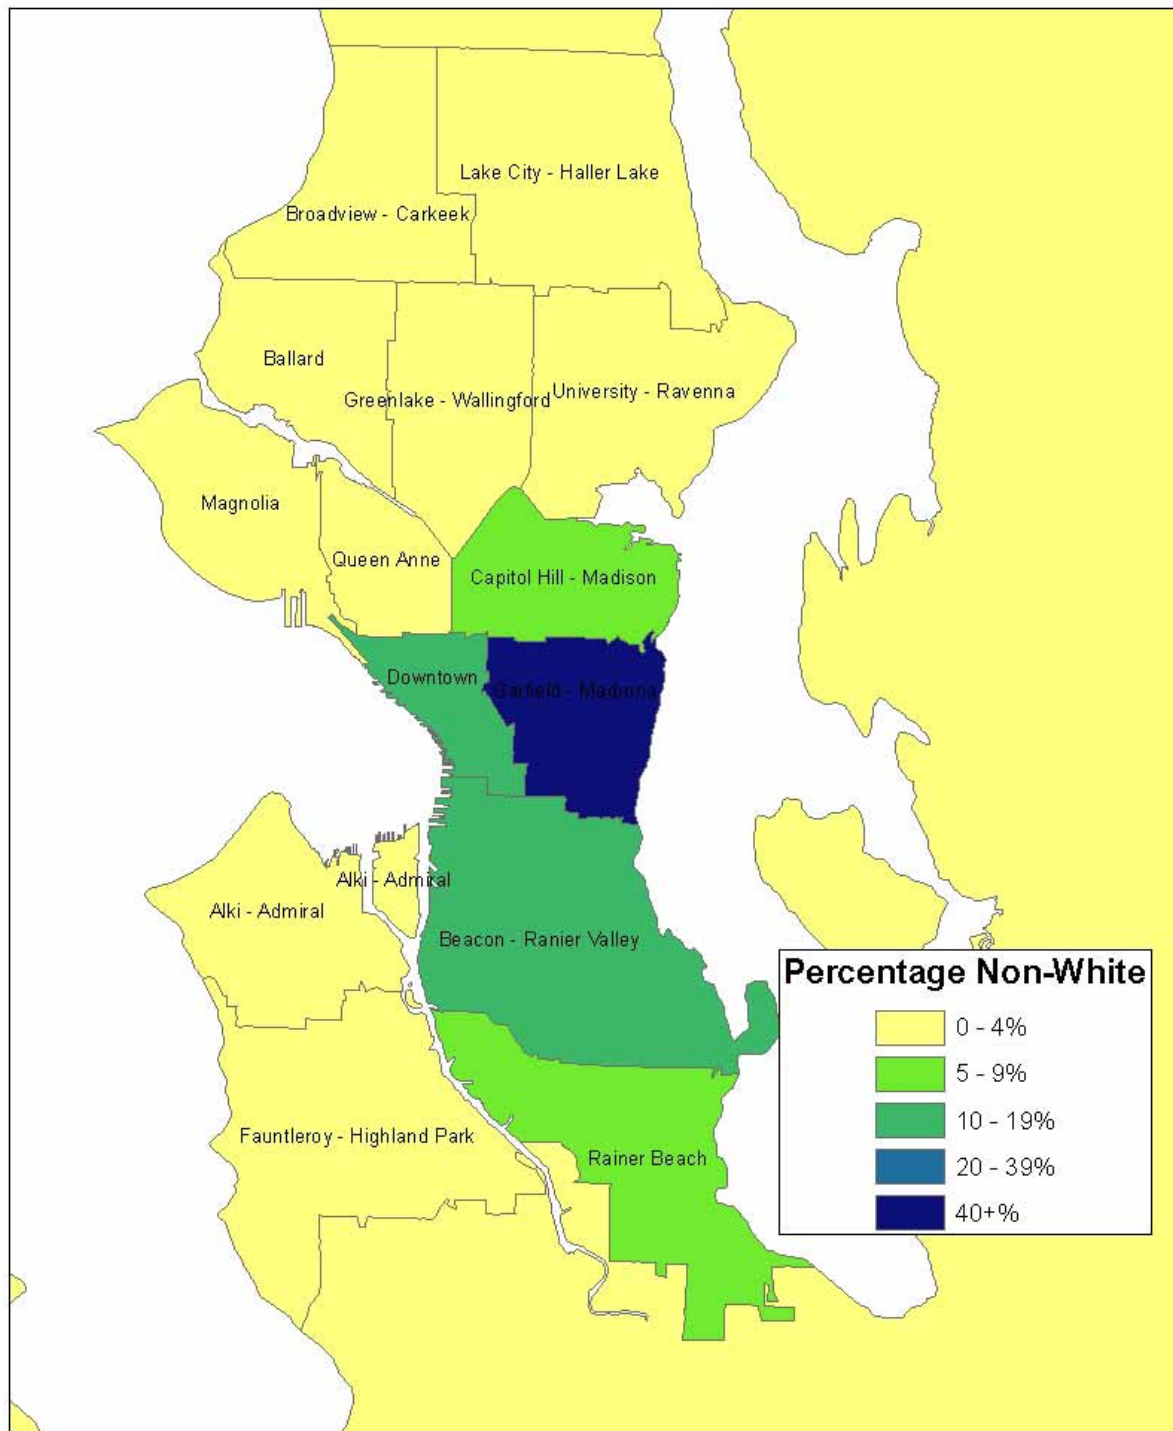 Lake City - Haller Lake
Broadview - Carkeek
Ballard
Greenlake - Wallingford
University - Ravenna
Magnolia
Queen Anne
Capitol Hill - Madison
Downtown
Garfield - Madrona
Alki - Admiral
Alki - Admiral
Beacon - Ranier Valley
Fauntleroy - Highland Park
Rainer Beach
Percentage Non-White
0 - 4%
5 - 9%
10 - 19%
20 - 39%
40+%